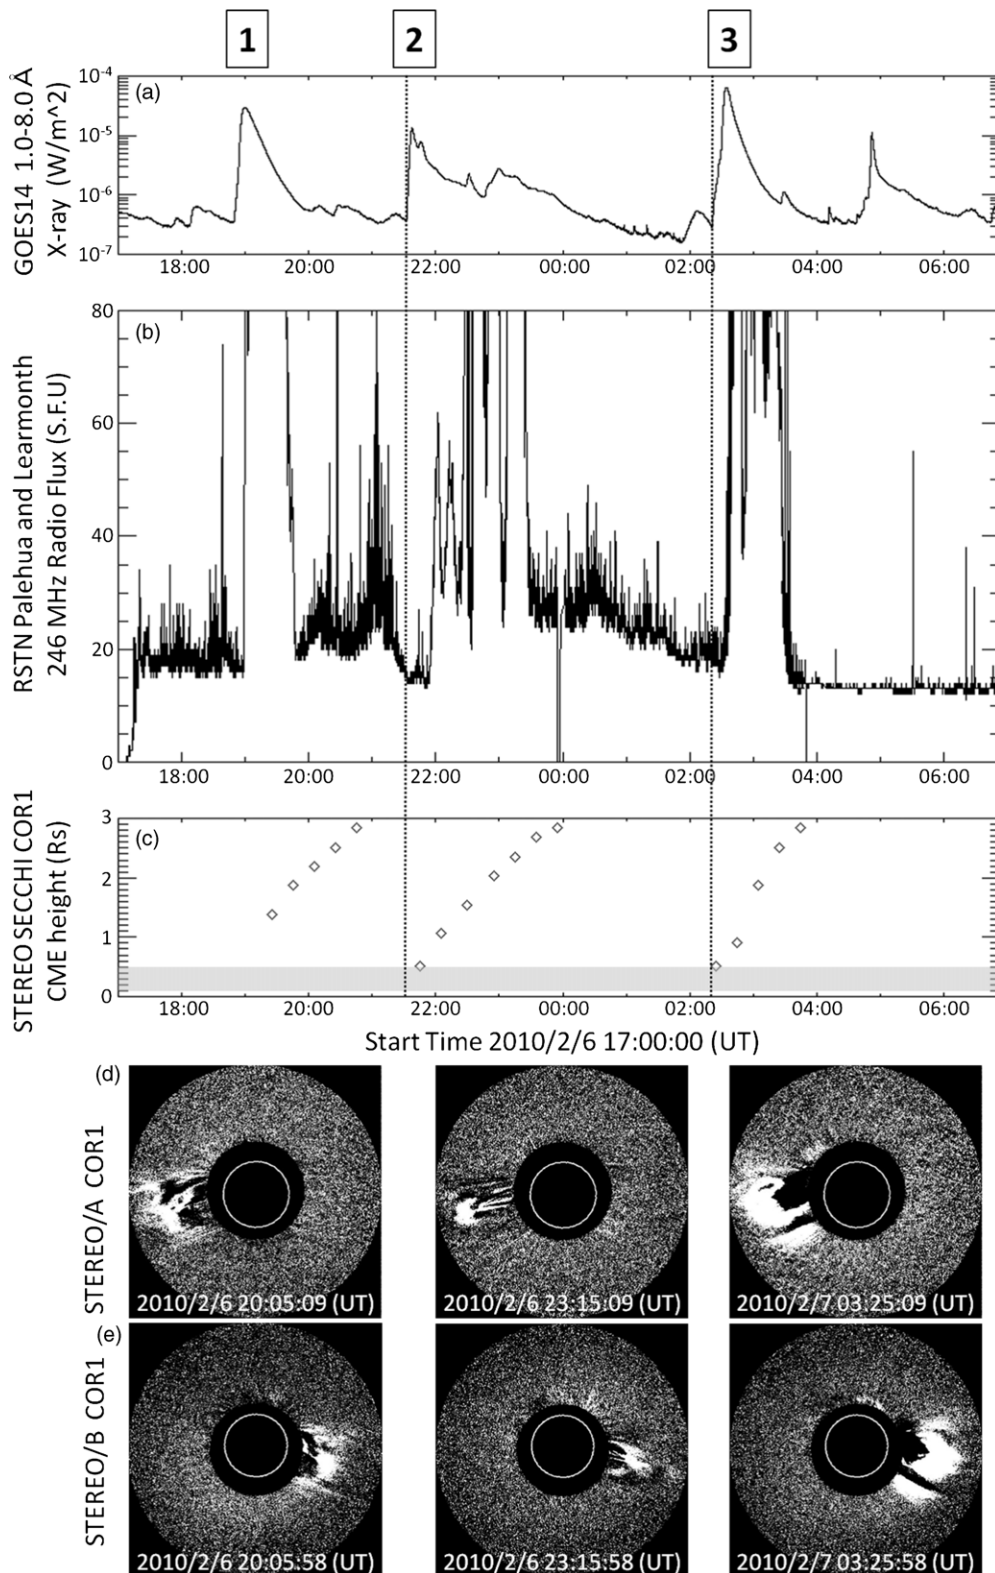 1 2 3
(a)
GOES14 1.0-8.0 Å
X-ray (W/m^2)
10⁻⁴
10⁻⁵
10⁻⁶
10⁻⁷
18:00 20:00 22:00 00:00 02:00 04:00 06:00
(b)
RSTN Palehua and Learmonth
246 MHz Radio Flux (S.F.U)
80
60
40
20
0
18:00 20:00 22:00 00:00 02:00 04:00 06:00
(c)
STEREO SECCHI COR1
CME height (Rs)
3
2
1
0
18:00 20:00 22:00 00:00 02:00 04:00 06:00
Start Time 2010/2/6 17:00:00 (UT)
(d)
STEREO/A COR1
2010/2/6 20:05:09 (UT)
2010/2/6 23:15:09 (UT)
2010/2/7 03:25:09 (UT)
(e)
STEREO/B COR1
2010/2/6 20:05:58 (UT)
2010/2/6 23:15:58 (UT)
2010/2/7 03:25:58 (UT)